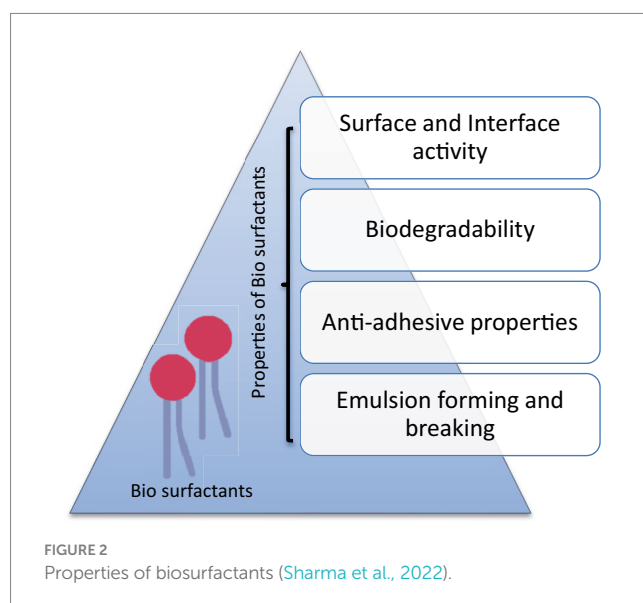 Surface and Interface
activity
Biodegradability
Anti-adhesive properties
Emulsion forming and
breaking
Properties of Bio surfactants
Bio surfactants
FIGURE 2
Properties of biosurfactants (Sharma et al., 2022).